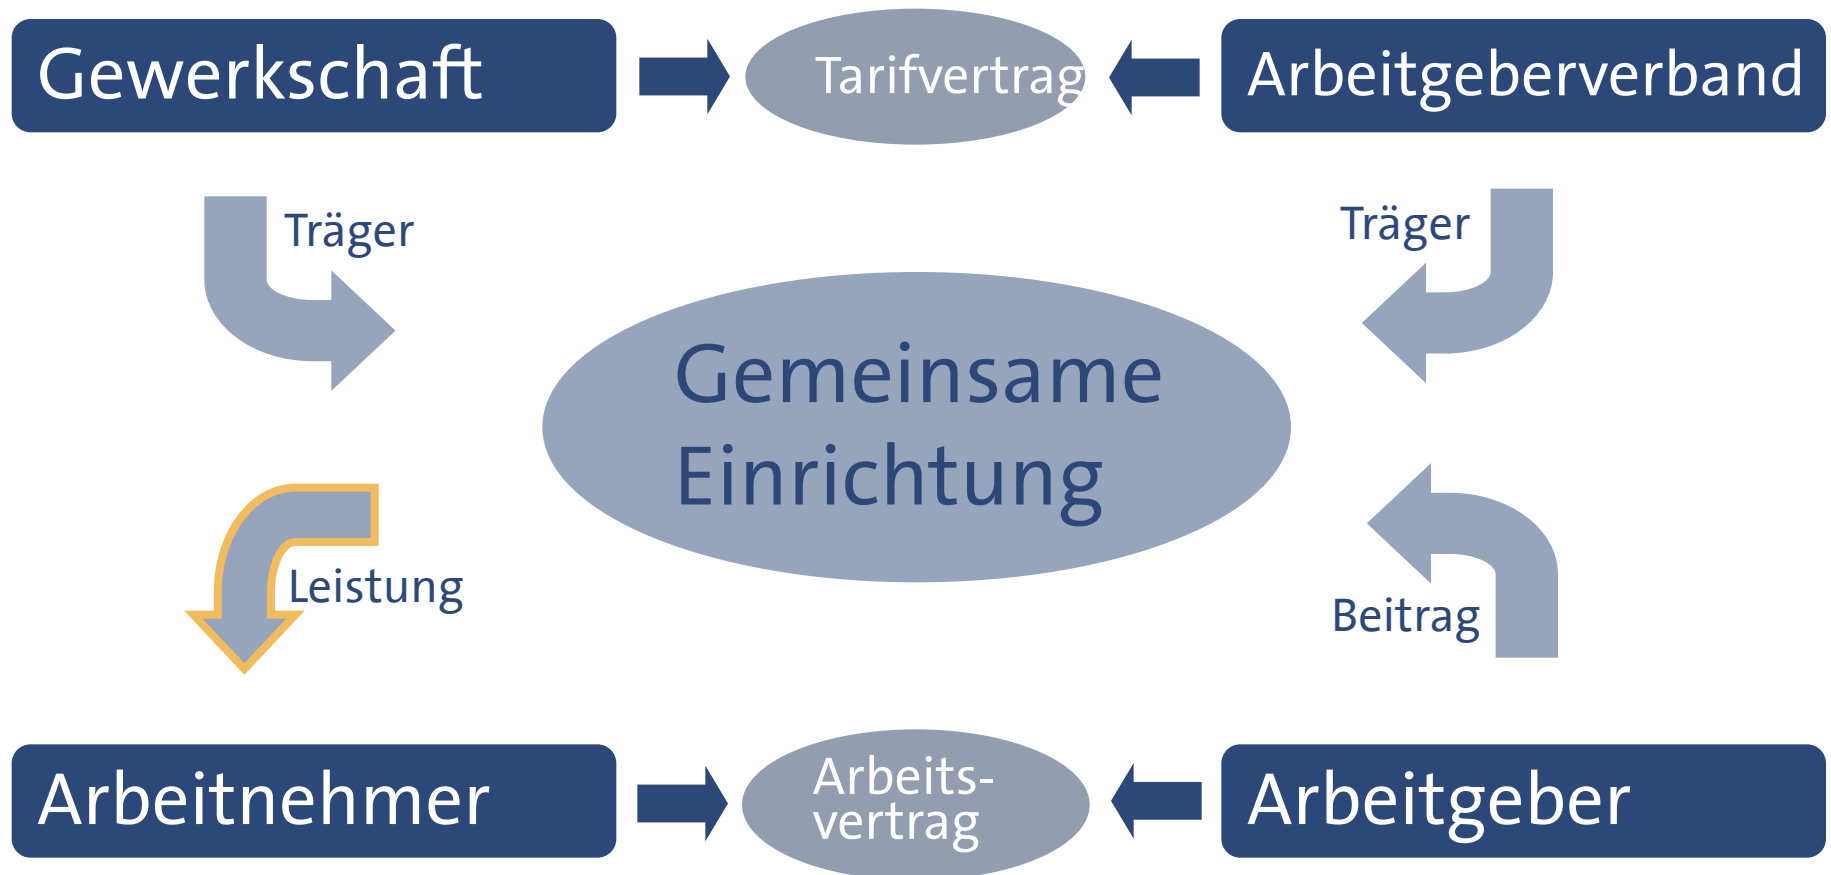 Gewerkschaft
Tarifvertrag
Arbeitgeberverband
Träger
Träger
Gemeinsame
Einrichtung
Leistung
Beitrag
Arbeitnehmer
Arbeits-
vertrag
Arbeitgeber